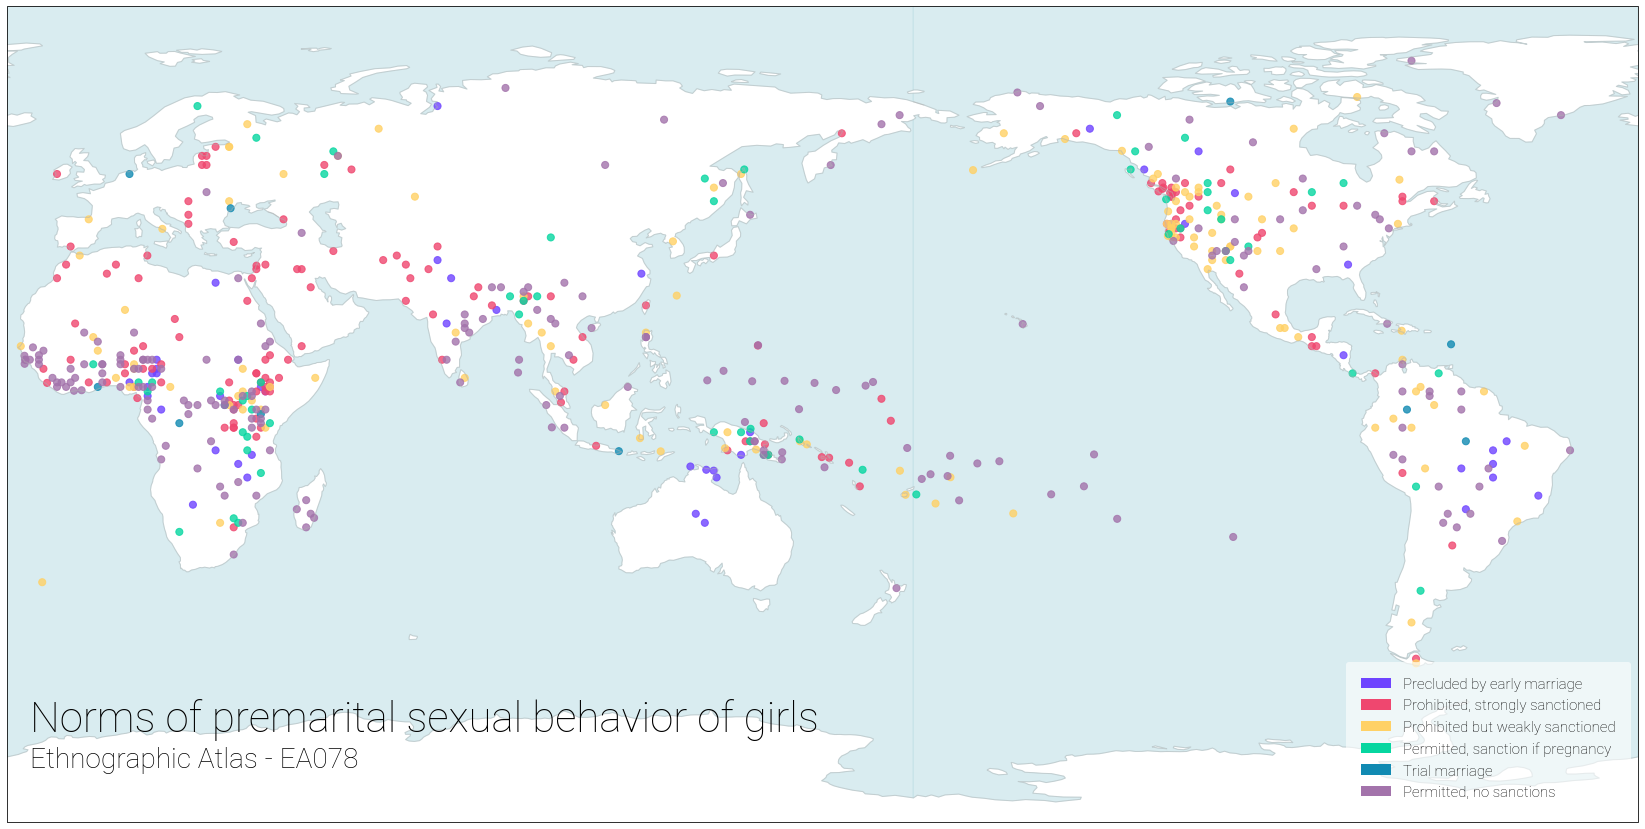 Norms of premarital sexual behavior of girls
Ethnographic Atlas - EA078
Precluded by early marriage
Prohibited, strongly sanctioned
Prohibited but weakly sanctioned
Permitted, sanction if pregnancy
Trial marriage
Permitted, no sanctions